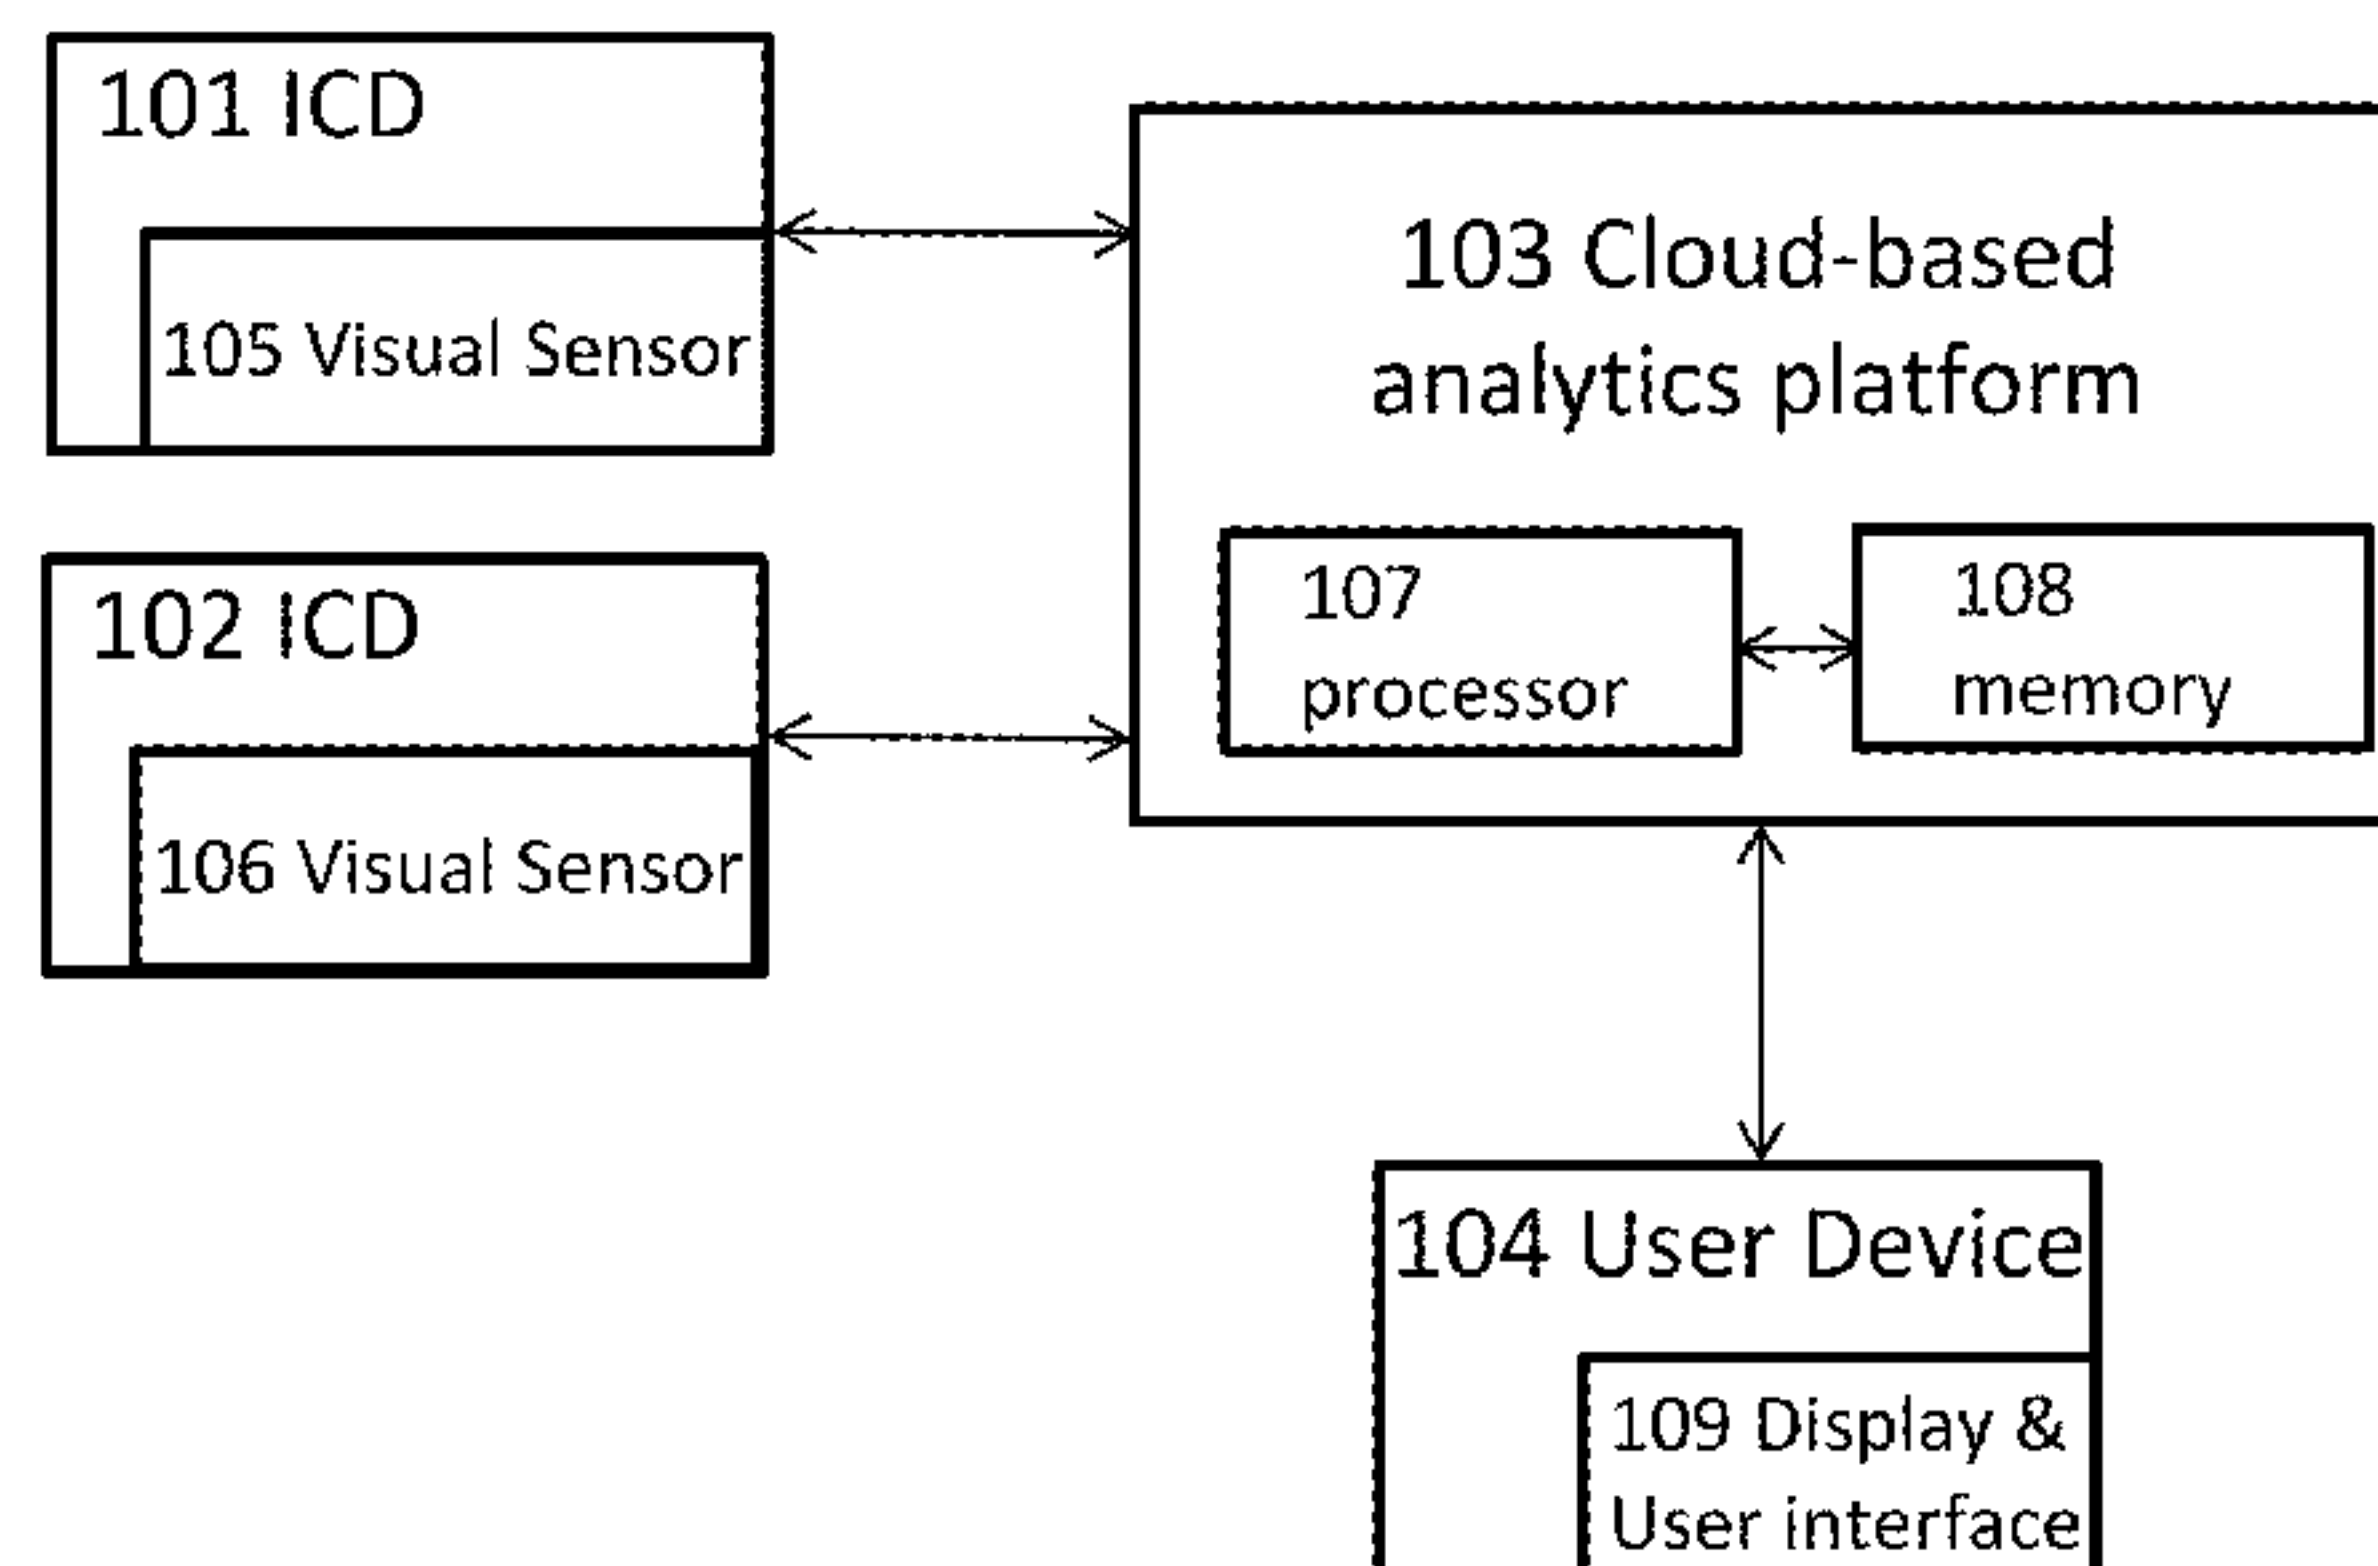 101 ICD
105 Visual Sensor
102 ICD
106 Visual Sensor
103 Cloud-based
analytics platform
107
processor
108
memory
104 User Device
109 Display &
User interface